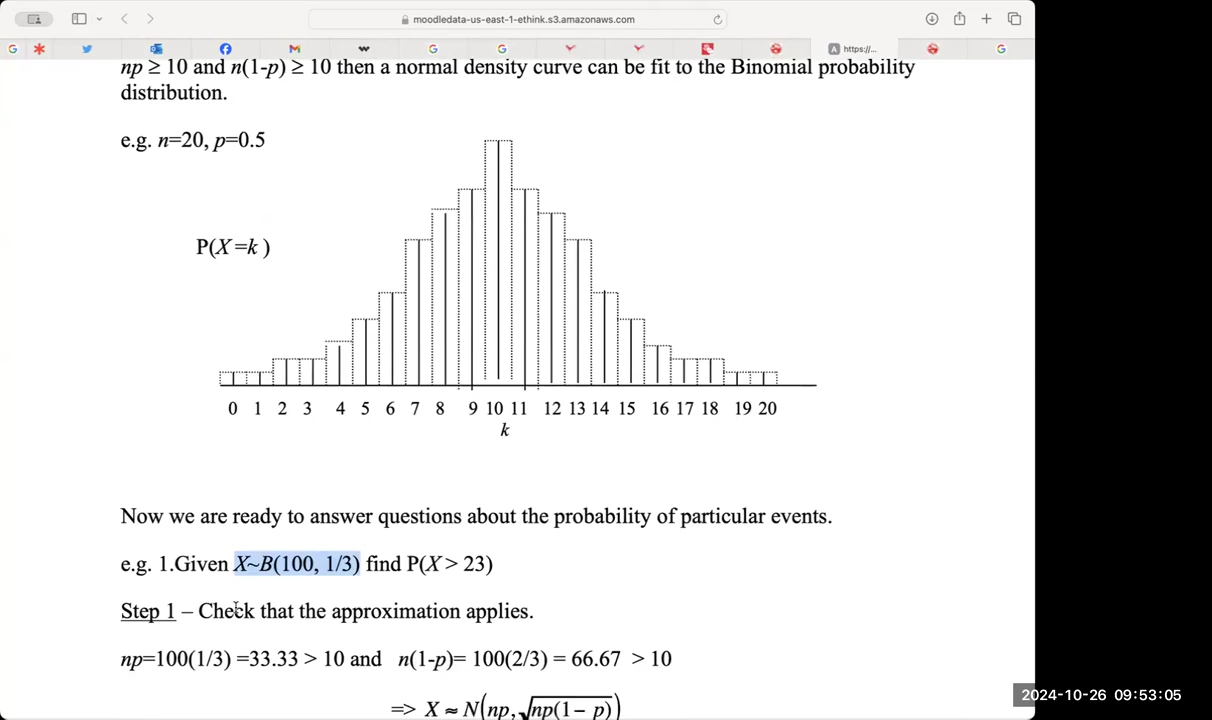 moodledata-us-east-1-ethink.s3.amazonaws.com
https://...
np ≥ 10 and n(1-p) ≥ 10 then a normal density curve can be fit to the Binomial probability
distribution.
e.g. n=20, p=0.5
P(X=k )
0 1 2 3 4 5 6 7 8 9 10 11 12 13 14 15 16 17 18 19 20
k
Now we are ready to answer questions about the probability of particular events.
e.g. 1.Given X~B(100, 1/3) find P(X > 23)
Step 1 – Check that the approximation applies.
np=100(1/3) =33.33 > 10 and n(1-p)= 100(2/3) = 66.67 > 10
=> X ≈ N(np, √np(1− p))
2024-10-26 09:53:05